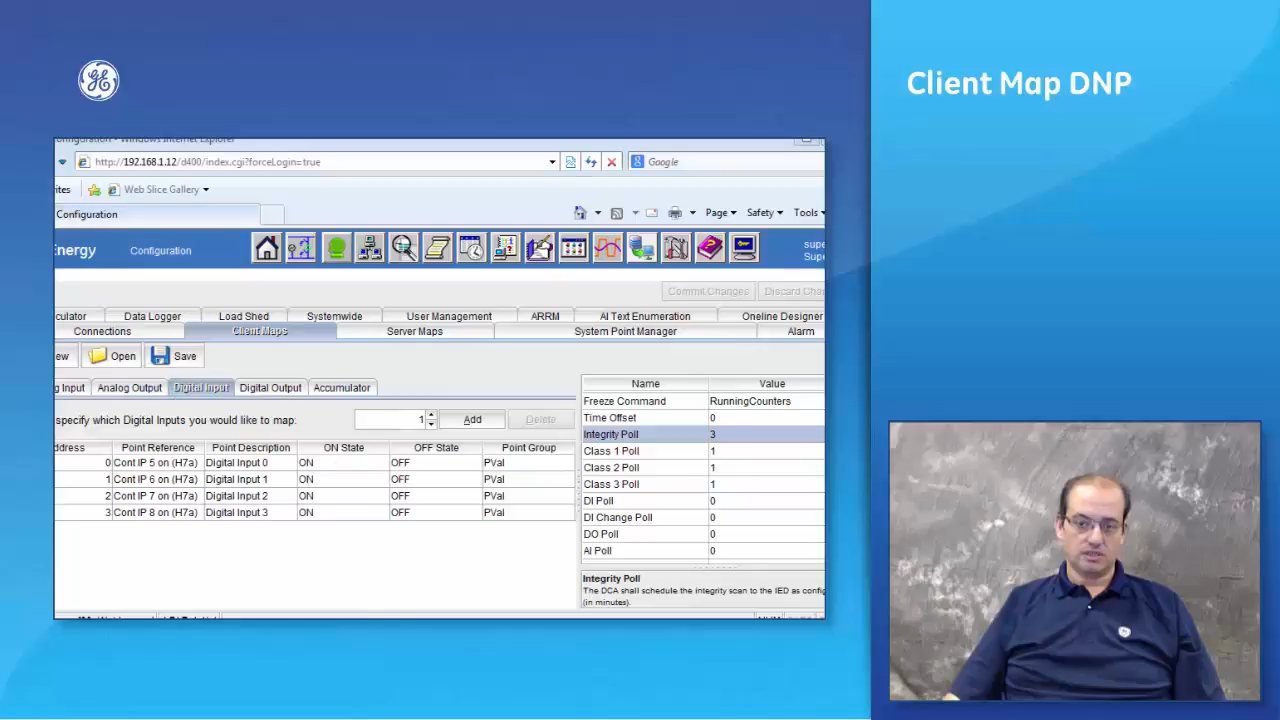 Client Map DNP
GE
Configuration - Windows Internet Explorer
http://192.168.1.12/d400/index.cgi?forceLogin=true
Google
Web Slice Gallery
Configuration
Page
Safety
Tools
Configuration
Commit Changes
Data Logger
Load Shed
Systemwide
User Management
ARRM
AI Text Enumeration
Oneline Designer
Connections
Client Maps
Server Maps
System Point Manager
Alarm
Open
Save
Analog Output
Digital Input
Digital Output
Accumulator
specify which Digital Inputs you would like to map:
1
Add
Delete
Point Reference Point Description ON State OFF State Point Group
0 Cont IP 5 on (H7a) Digital Input 0 ON OFF PVal
1 Cont IP 6 on (H7a) Digital Input 1 ON OFF PVal
2 Cont IP 7 on (H7a) Digital Input 2 ON OFF PVal
3 Cont IP 8 on (H7a) Digital Input 3 ON OFF PVal
Name Value
Freeze Command RunningCounters
Time Offset 0
Integrity Poll 3
Class 1 Poll 1
Class 2 Poll 1
Class 3 Poll 1
DI Poll 0
DI Change Poll 0
DO Poll 0
AI Poll 0
Integrity Poll
The DCA shall schedule the integrity scan to the IED as
(in minutes).